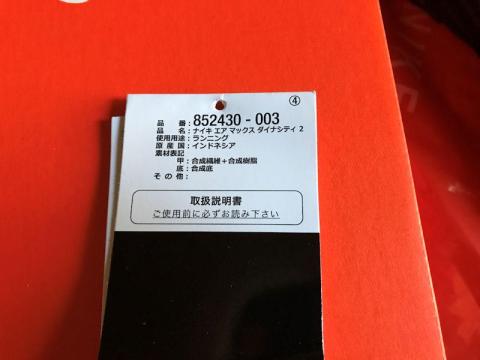 ④
品番：852430 - 003
品名：ナイキ エア マックス ダイナシティ 2
使用用途：ランニング
原産国：インドネシア
素材表記
甲：合成繊維＋合成樹脂
底：合成底
その他：
取扱説明書
ご使用前に必ずお読み下さい